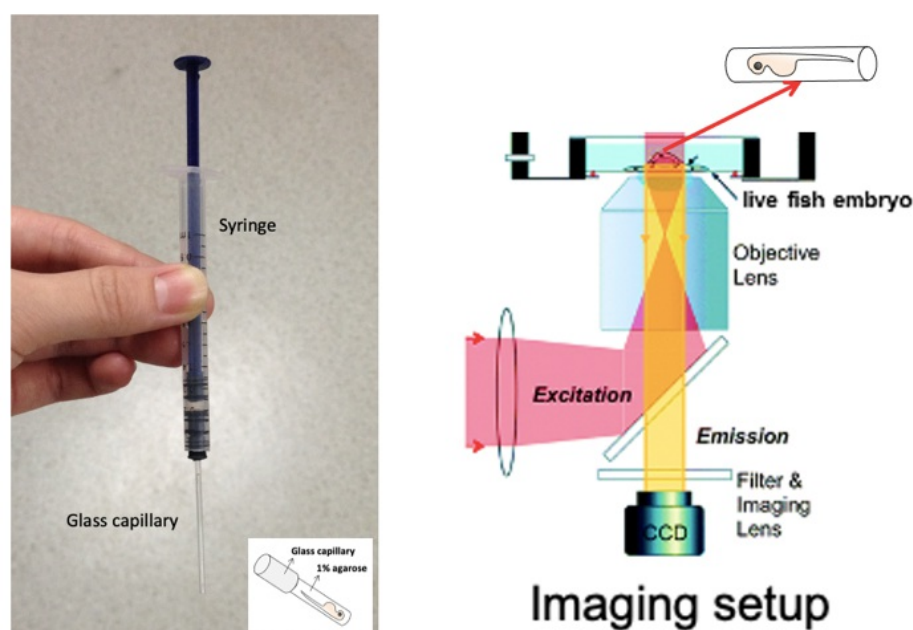 Syringe
Glass capillary
Glass capillary
1% agarose
live fish embryo
Objective
Lens
Excitation
Emission
Filter &
Imaging
Lens
CCD
Imaging setup